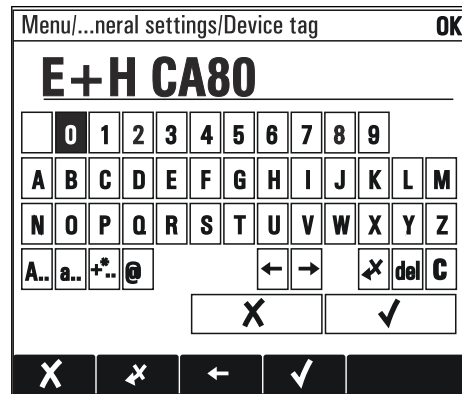 Menu/...neral settings/Device tag OK
E+H CA80
0 1 2 3 4 5 6 7 8 9
A B C D E F G H I J K L M
N O P Q R S T U V W X Y Z
A.. a.. +*.. @ ← → ↶✗ del C
✗ ✓
✗ ↶✗ ← ✓